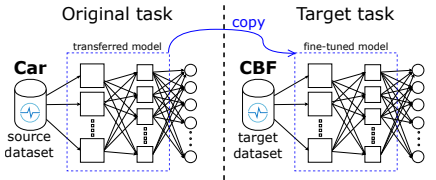 Original task
Target task
copy
transferred model
fine-tuned model
Car
CBF
source
dataset
target
dataset